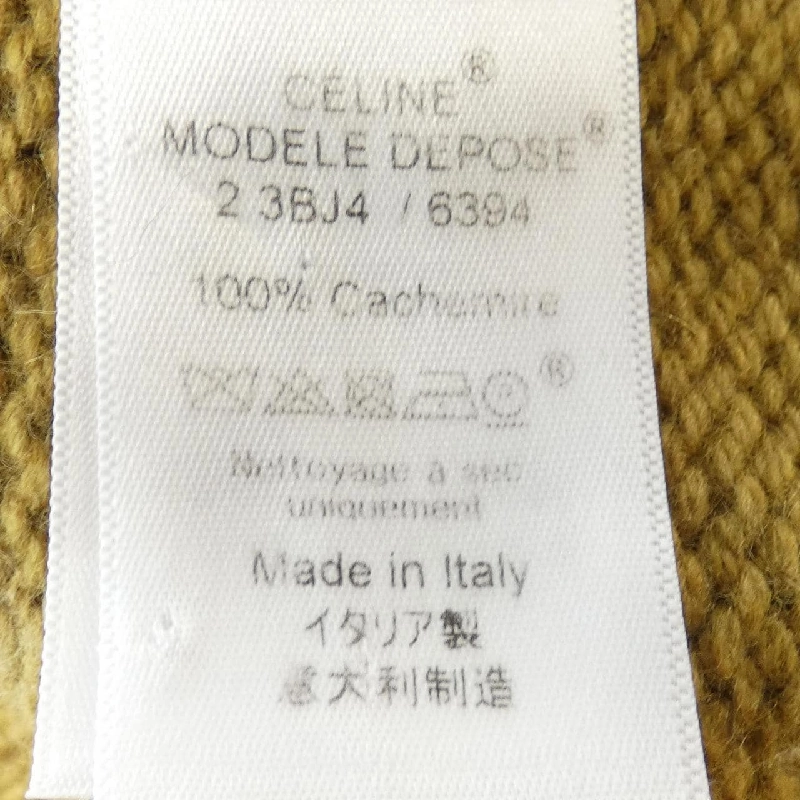 CÉLINE®
MODELE DEPOSE®
2 3BJ4 / 6394
100% Cachemire
®
Nettoyage à sec
uniquement
Made in Italy
イタリア製
意大利制造